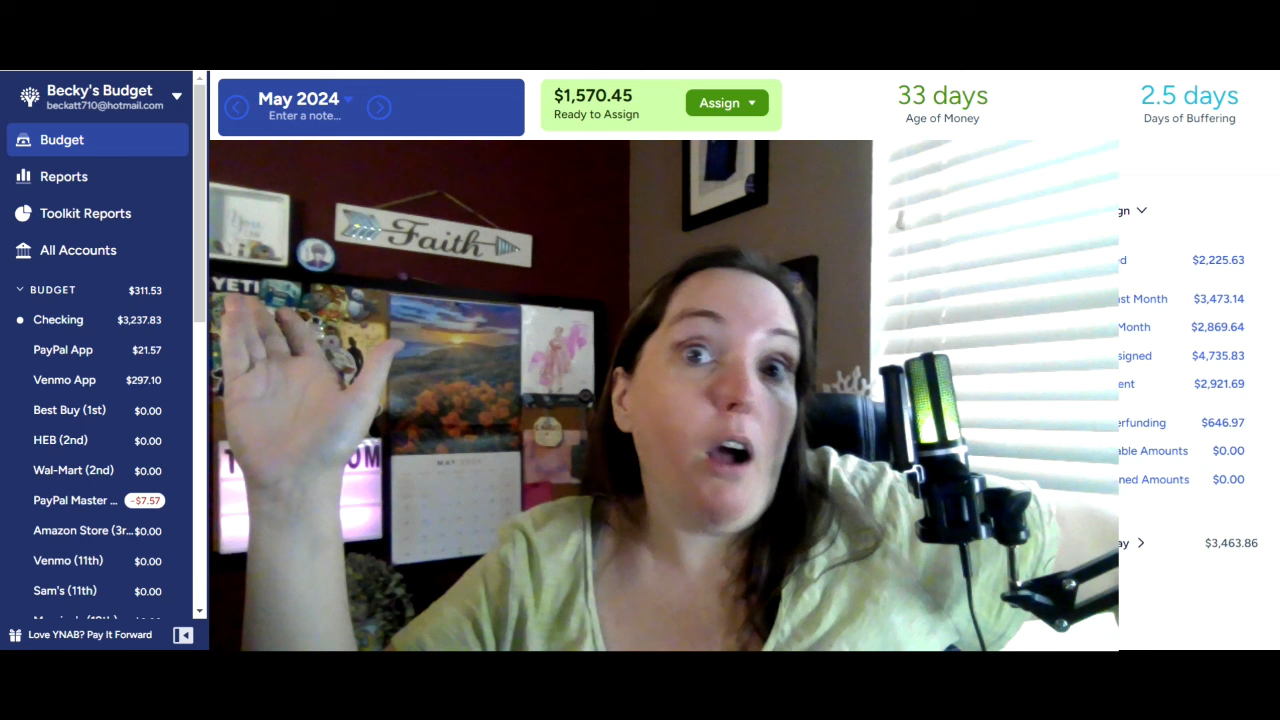 Becky's Budget
beckatt710@hotmail.com
Budget
Reports
Toolkit Reports
All Accounts
BUDGET $311.53
Checking $3,237.83
PayPal App $21.57
Venmo App $297.10
Best Buy (1st) $0.00
HEB (2nd) $0.00
Wal-Mart (2nd) $0.00
PayPal Master ... -$7.57
Amazon Store (3r... $0.00
Venmo (11th) $0.00
Sam's (11th) $0.00
Love YNAB? Pay It Forward
May 2024
Enter a note...
$1,570.45
Ready to Assign
Assign
33 days
Age of Money
2.5 days
Days of Buffering
Faith
YETI
MAY
gn
d $2,225.63
st Month $3,473.14
Month $2,869.64
signed $4,735.83
ent $2,921.69
erfunding $646.97
able Amounts $0.00
ned Amounts $0.00
ay $3,463.86